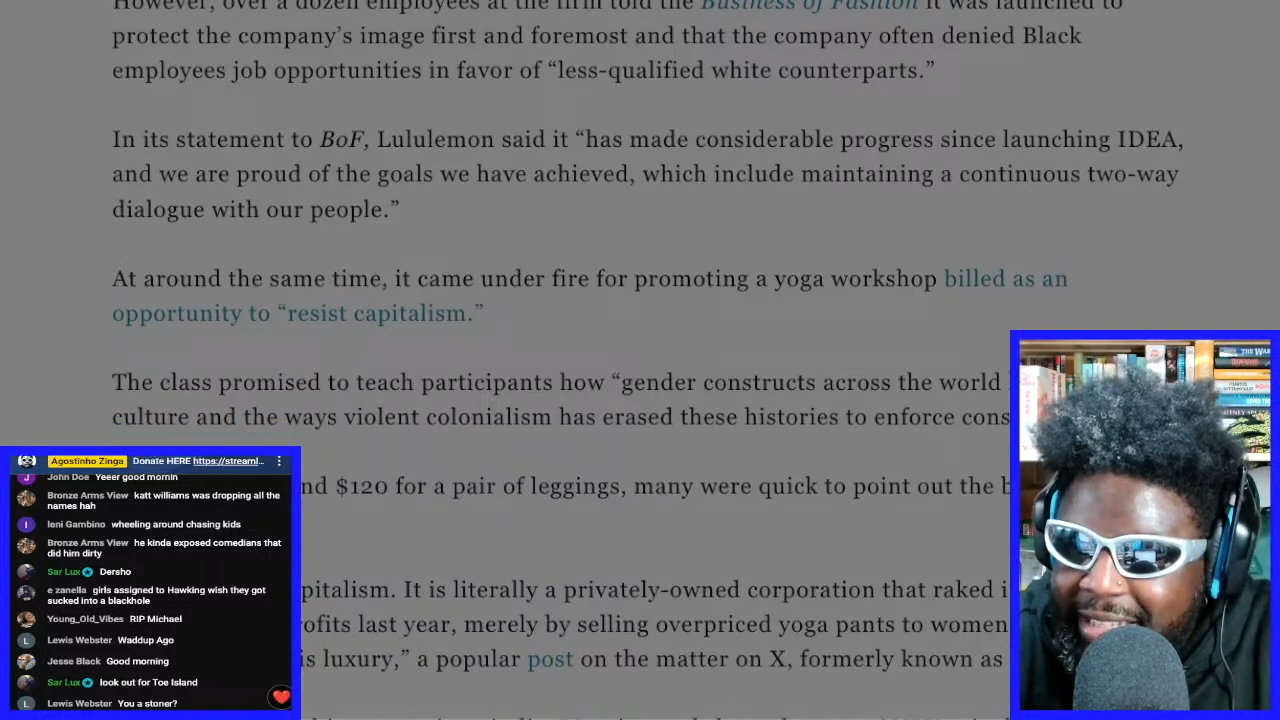 However, over a dozen employees at the firm told the Business of Fashion it was launched to
protect the company's image first and foremost and that the company often denied Black
employees job opportunities in favor of “less-qualified white counterparts.”
In its statement to BoF, Lululemon said it “has made considerable progress since launching IDEA,
and we are proud of the goals we have achieved, which include maintaining a continuous two-way
dialogue with our people.”
At around the same time, it came under fire for promoting a yoga workshop billed as an
opportunity to “resist capitalism.”
The class promised to teach participants how “gender constructs across the world
culture and the ways violent colonialism has erased these histories to enforce cons
nd $120 for a pair of leggings, many were quick to point out the b
pitalism. It is literally a privately-owned corporation that raked i
ofits last year, merely by selling overpriced yoga pants to women
is luxury,” a popular post on the matter on X, formerly known as
Agostinho Zinga Donate HERE https://streaml...
John Doe Yeeer good mornin
Bronze Arms View katt williams was dropping all the
names hah
Ieni Gambino wheeling around chasing kids
Bronze Arms View he kinda exposed comedians that
did him dirty
Sar Lux Dersho
e zanella girls assigned to Hawking wish they got
sucked into a blackhole
Young_Old_Vibes RIP Michael
Lewis Webster Waddup Ago
Jesse Black Good morning
Sar Lux look out for Toe Island
Lewis Webster You a stoner?
THE WA
CURTIS
SITTENFELD